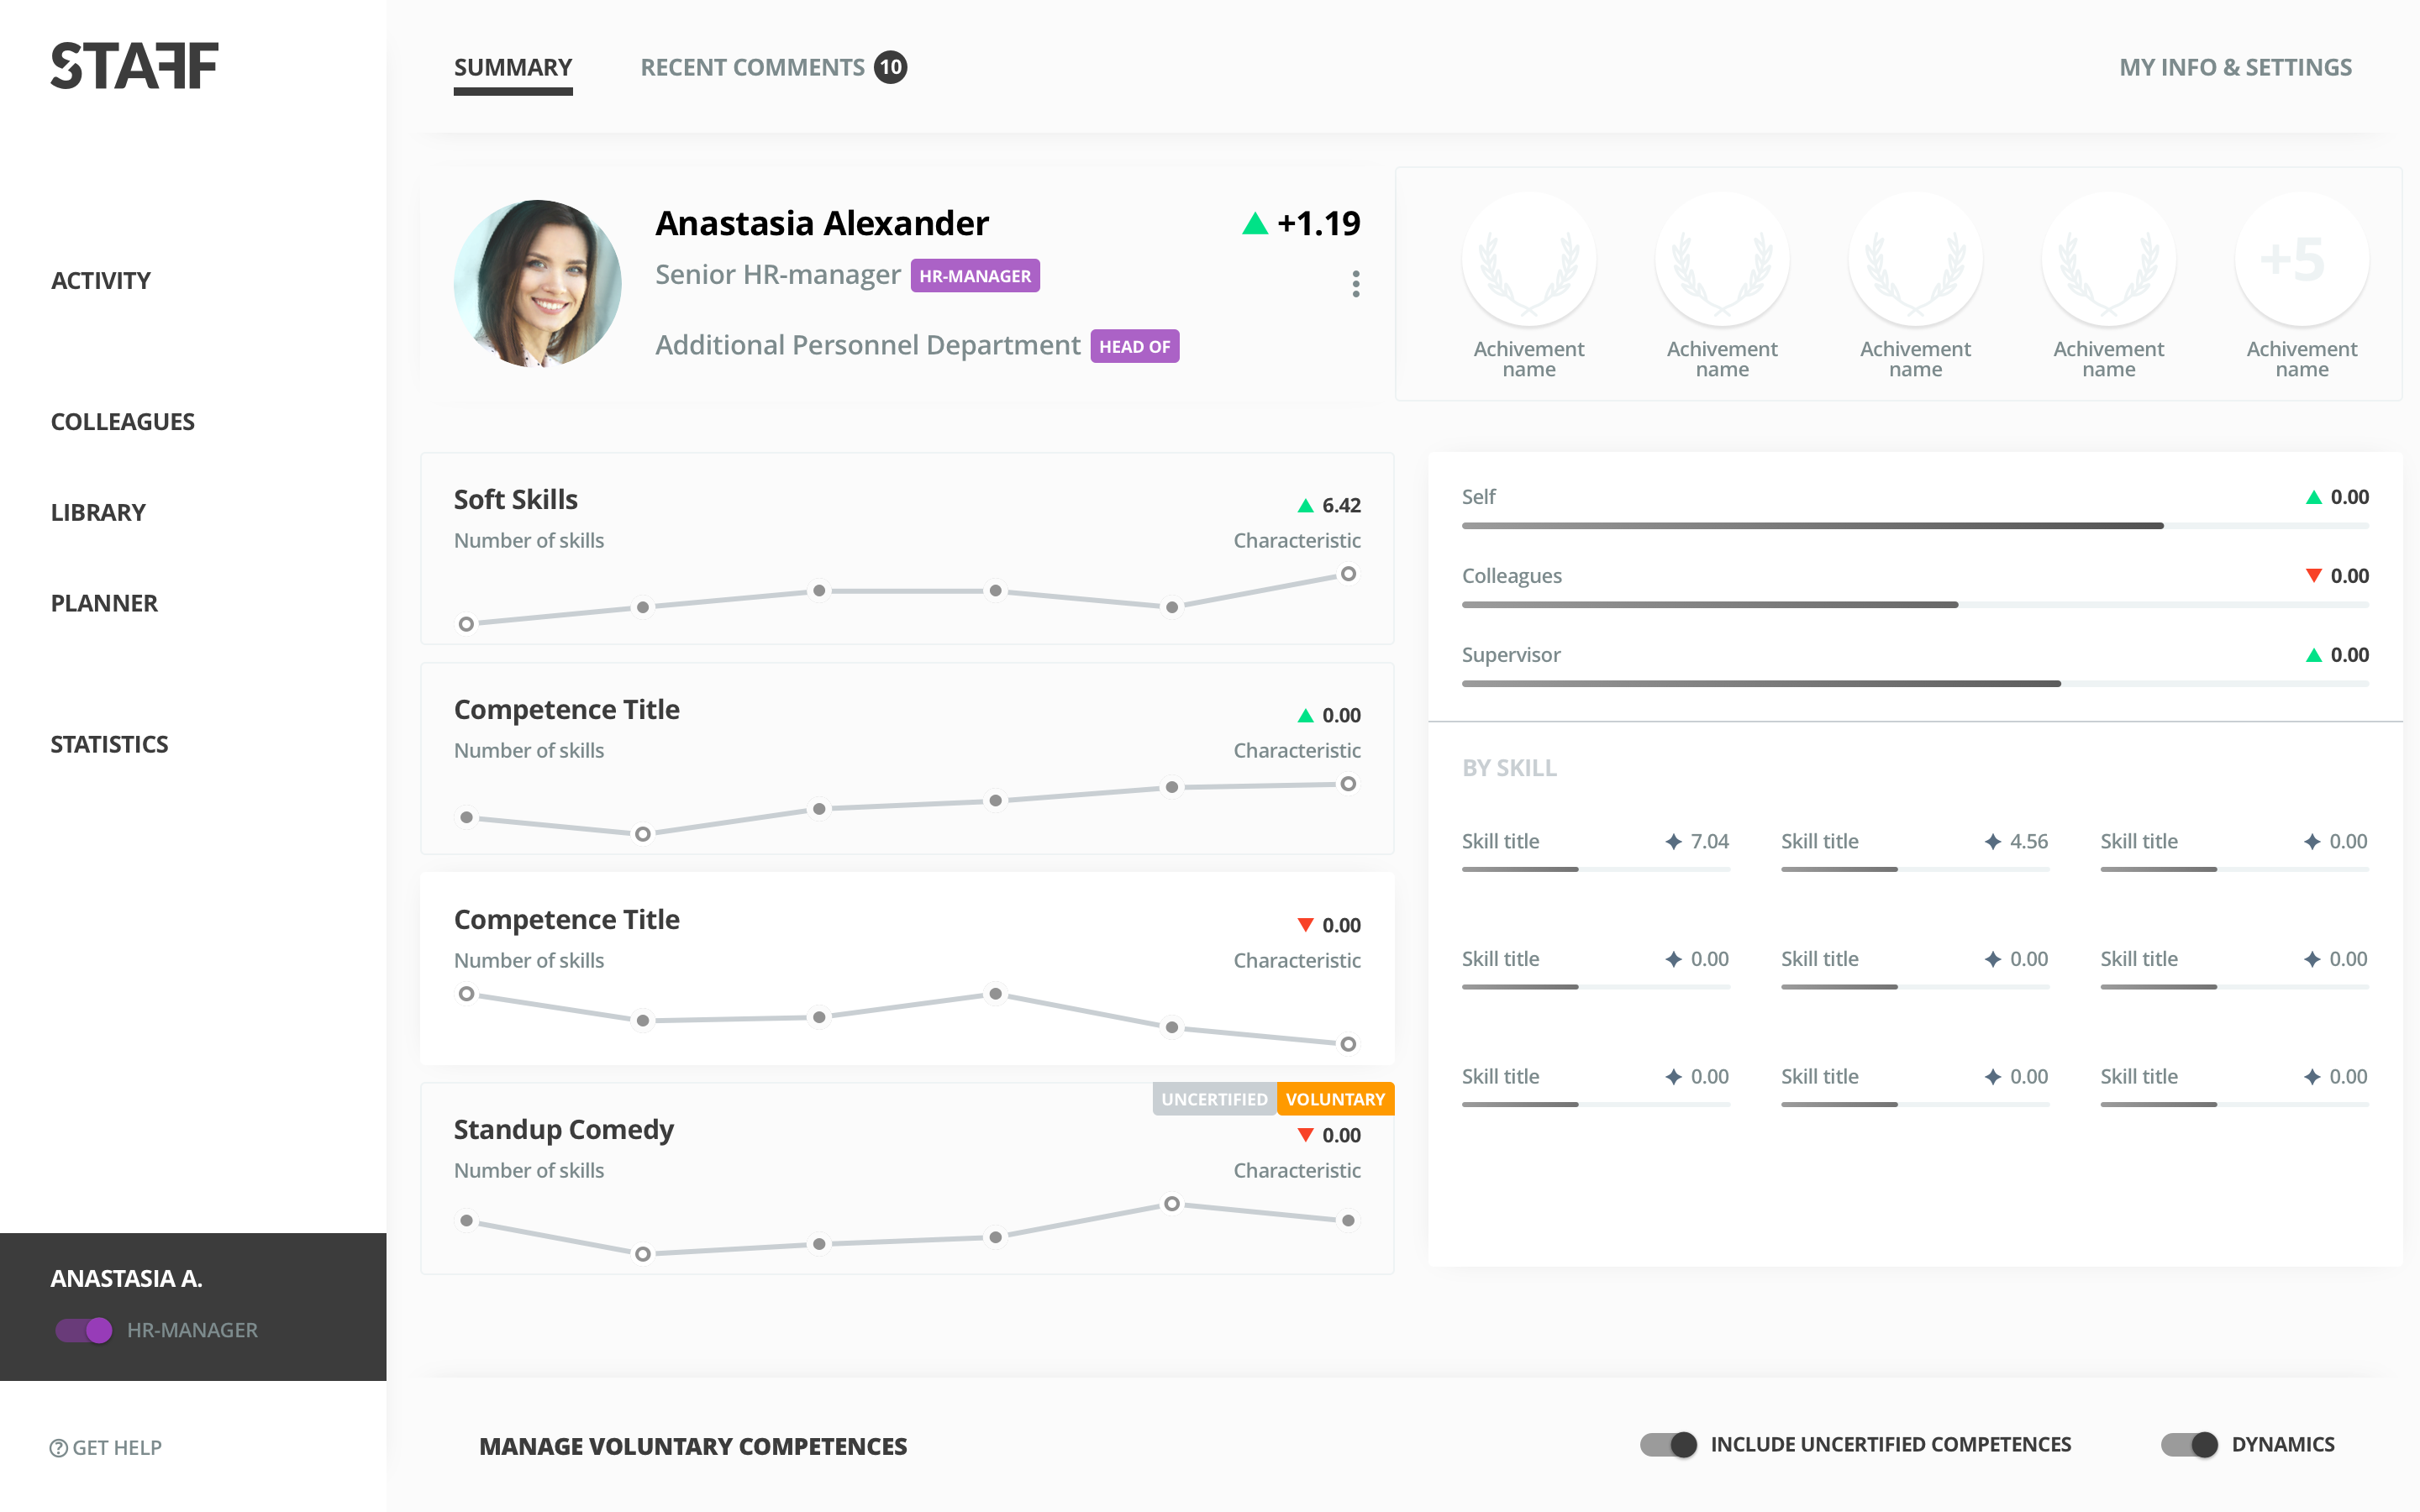 STAFF
SUMMARY
RECENT COMMENTS 10
MY INFO & SETTINGS
ACTIVITY
COLLEAGUES
LIBRARY
PLANNER
STATISTICS
ANASTASIA A.
HR-MANAGER
? GET HELP
Anastasia Alexander
+1.19
Senior HR-manager HR-MANAGER
Additional Personnel Department HEAD OF
+5
Achivement
name
Achivement
name
Achivement
name
Achivement
name
Achivement
name
Soft Skills
6.42
Number of skills
Characteristic
Competence Title
0.00
Number of skills
Characteristic
Competence Title
0.00
Number of skills
Characteristic
UNCERTIFIED VOLUNTARY
Standup Comedy
0.00
Number of skills
Characteristic
Self 0.00
Colleagues 0.00
Supervisor 0.00
BY SKILL
Skill title 7.04
Skill title 4.56
Skill title 0.00
Skill title 0.00
Skill title 0.00
Skill title 0.00
Skill title 0.00
Skill title 0.00
Skill title 0.00
MANAGE VOLUNTARY COMPETENCES
INCLUDE UNCERTIFIED COMPETENCES
DYNAMICS